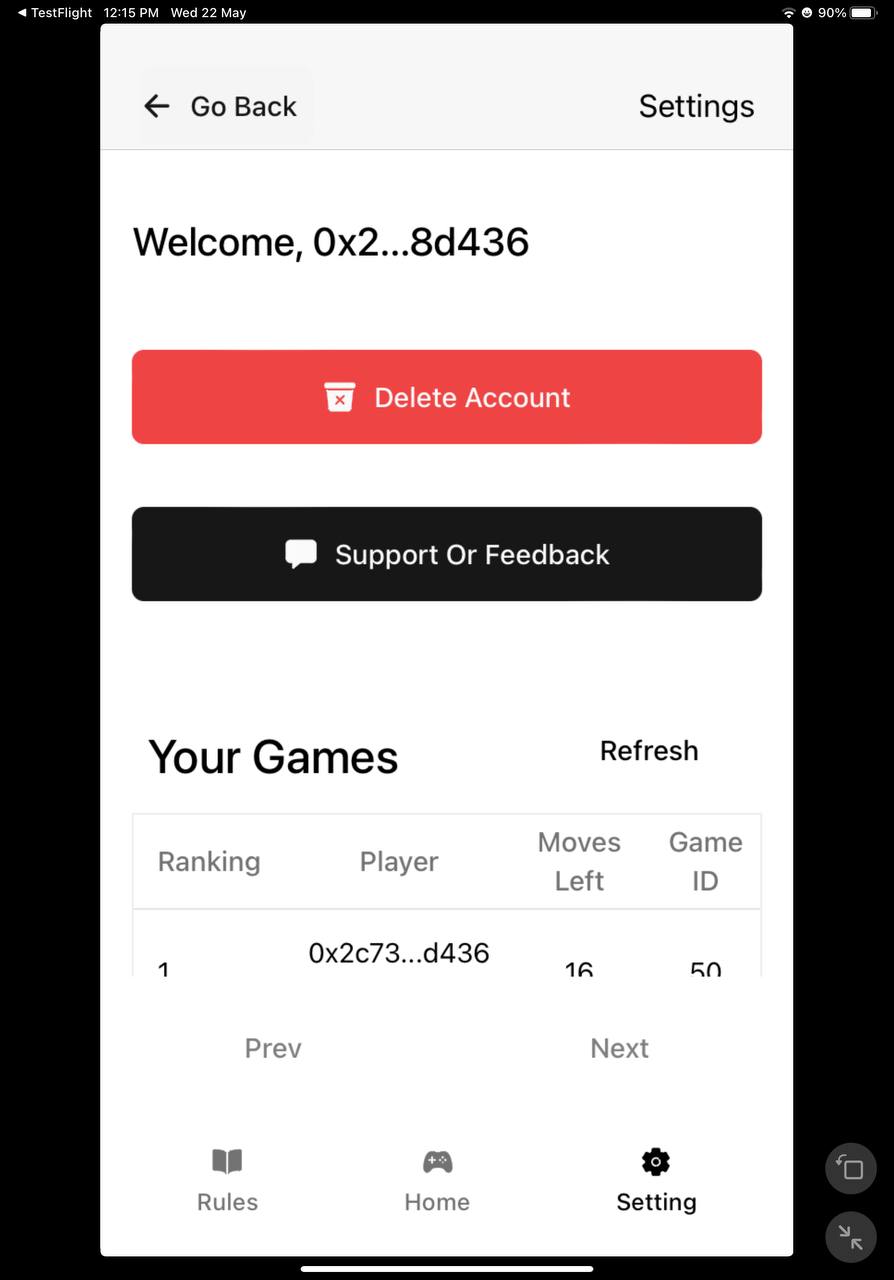 TestFlight 12:15 PM Wed 22 May 90%
Go Back Settings
Welcome, 0x2...8d436
Delete Account
Support Or Feedback
Your Games Refresh
Ranking Player Moves Left Game ID
1 0x2c73...d436 16 50
Prev Next
Rules Home Setting